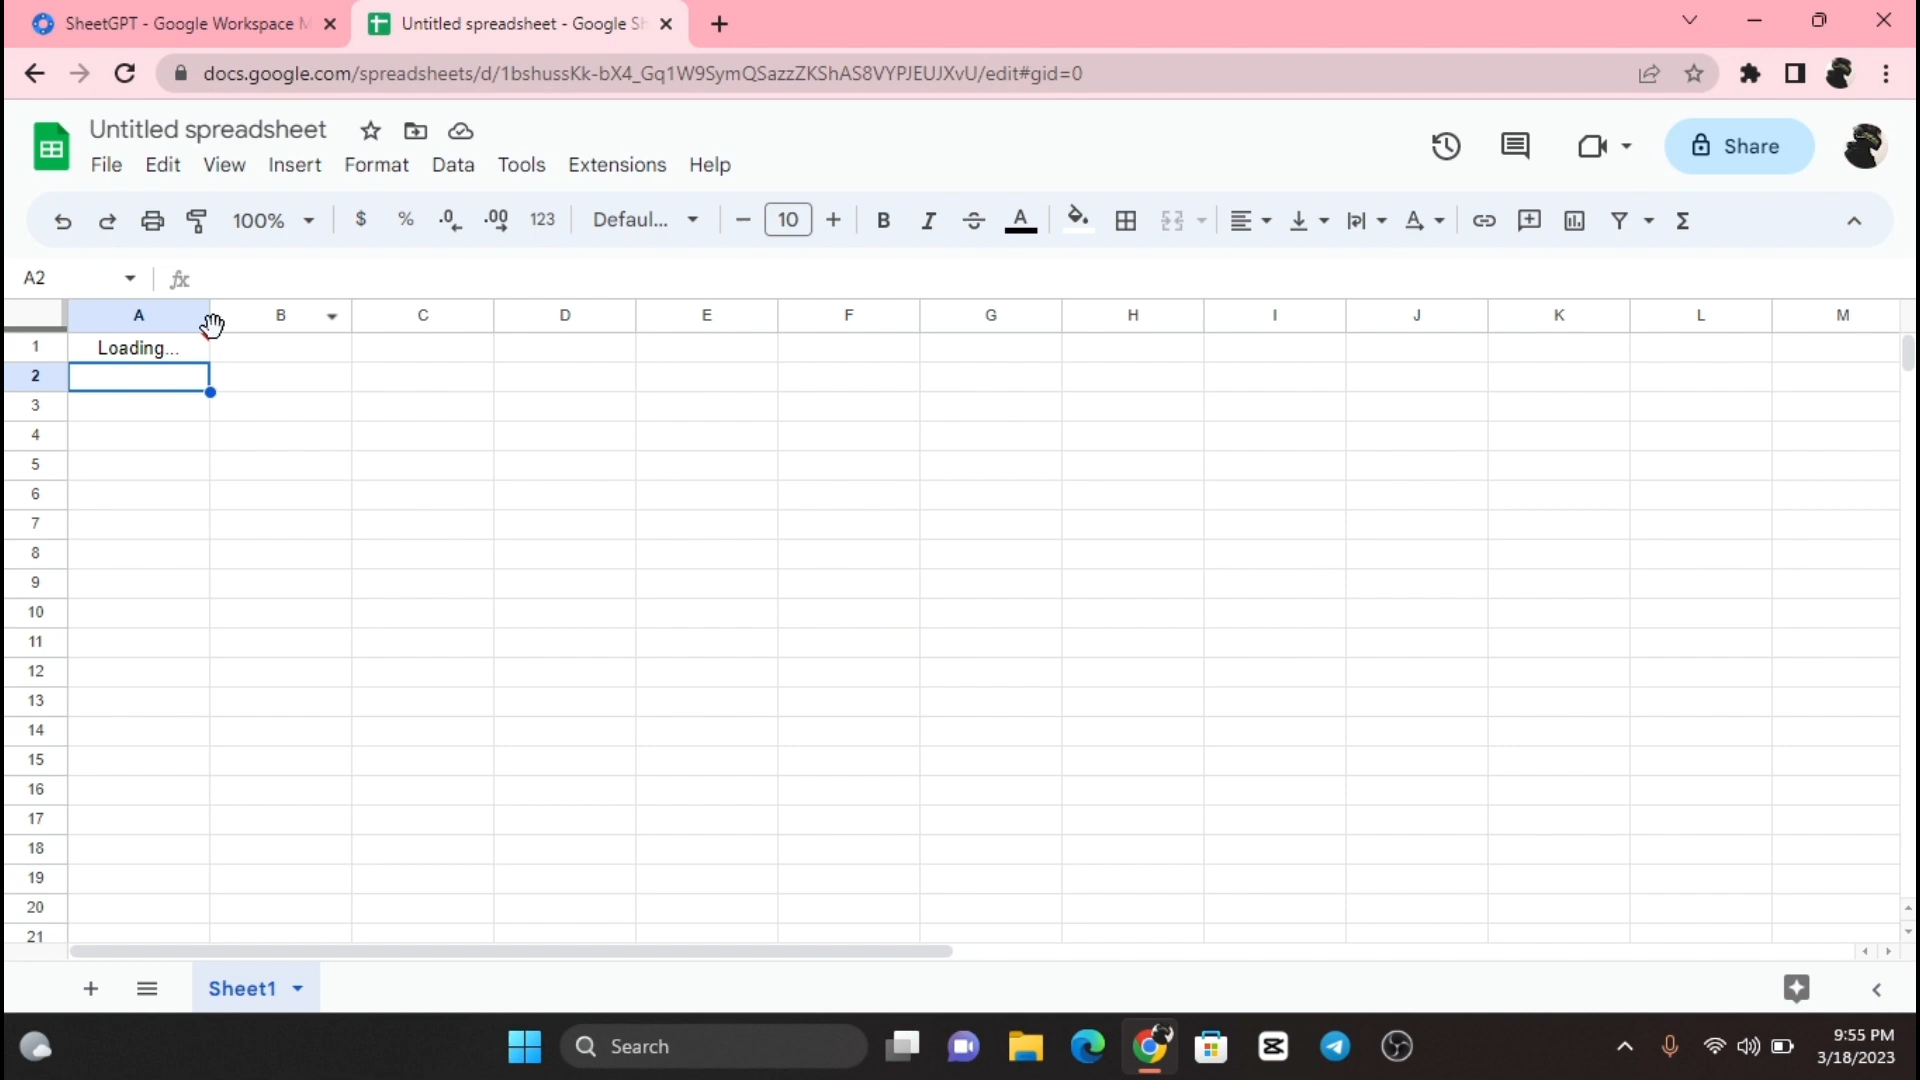 SheetGPT - Google Workspace M
Untitled spreadsheet - Google Sh
docs.google.com/spreadsheets/d/1bshussKk-bX4_Gq1W9SymQSazzZKShAS8VYPJEUJXvU/edit#gid=0
Untitled spreadsheet
File Edit View Insert Format Data Tools Extensions Help
Share
100% $ % .0 .00 123 Defaul... 10 B I A Σ
A2 fx
A B C D E F G H I J K L M
1 Loading...
2
3
4
5
6
7
8
9
10
11
12
13
14
15
16
17
18
19
20
21
Sheet1
Search
9:55 PM
3/18/2023